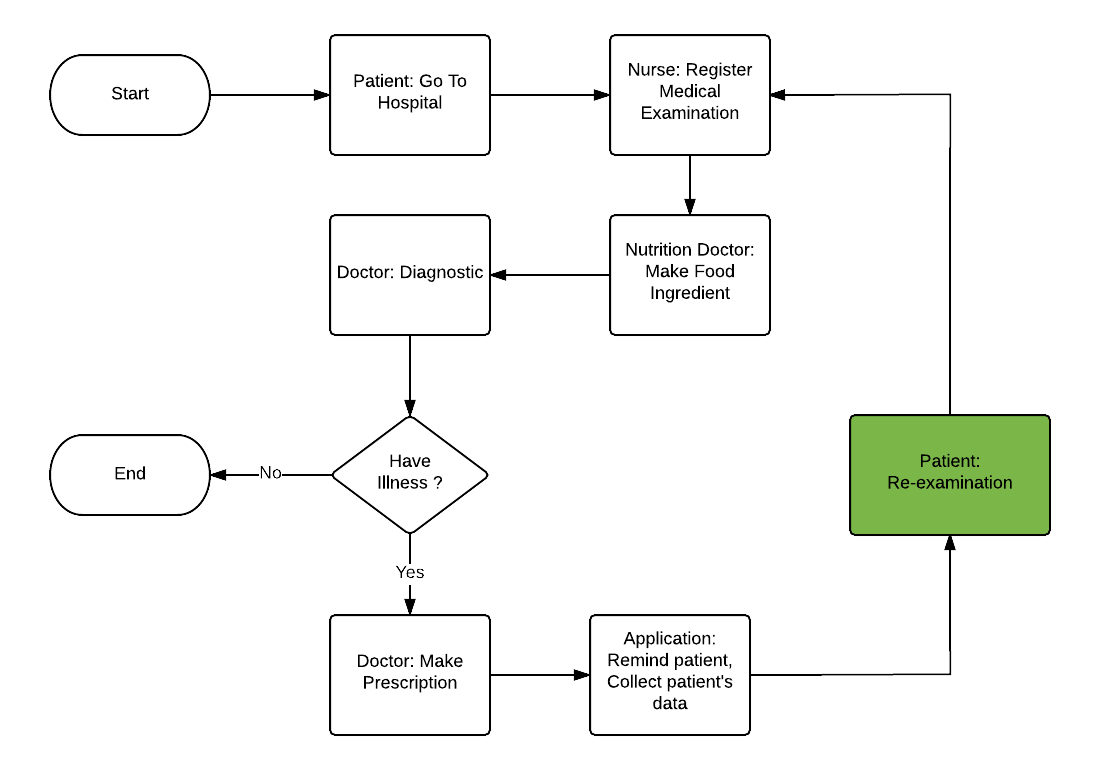 Start
Patient: Go To
Hospital
Nurse: Register
Medical
Examination
Doctor: Diagnostic
Nutrition Doctor:
Make Food
Ingredient
End
No
Have
Illness ?
Patient:
Re-examination
Yes
Doctor: Make
Prescription
Application:
Remind patient,
Collect patient's
data